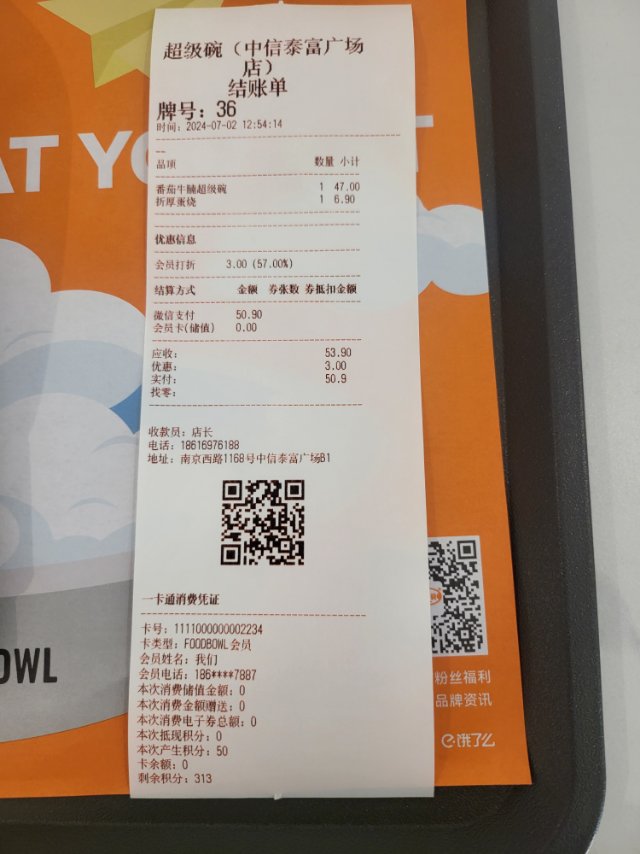 超级碗（中信泰富广场
店）
结账单
牌号：36
时间：2024-07-02 12:54:14
品项 数量 小计
番茄牛腩超级碗 1 47.00
折厚蛋烧 1 6.90
优惠信息
会员打折 3.00 (57.00%)
结算方式 金额 券张数 券抵扣金额
微信支付 50.90
会员卡(储值) 0.00
应收： 53.90
优惠： 3.00
实付： 50.9
找零：
收款员：店长
电话：18616976188
地址：南京西路1168号中信泰富广场B1
一卡通消费凭证
卡号：1111000000002234
卡类型：FOODBOWL会员
会员姓名：我们
会员电话：186****7887
本次消费储值金额：0
本次消费金额赠送：0
本次消费电子券总额：0
本次抵现积分：0
本次产生积分：50
卡余额：0
剩余积分：313
粉丝福利
品牌资讯
饿了么